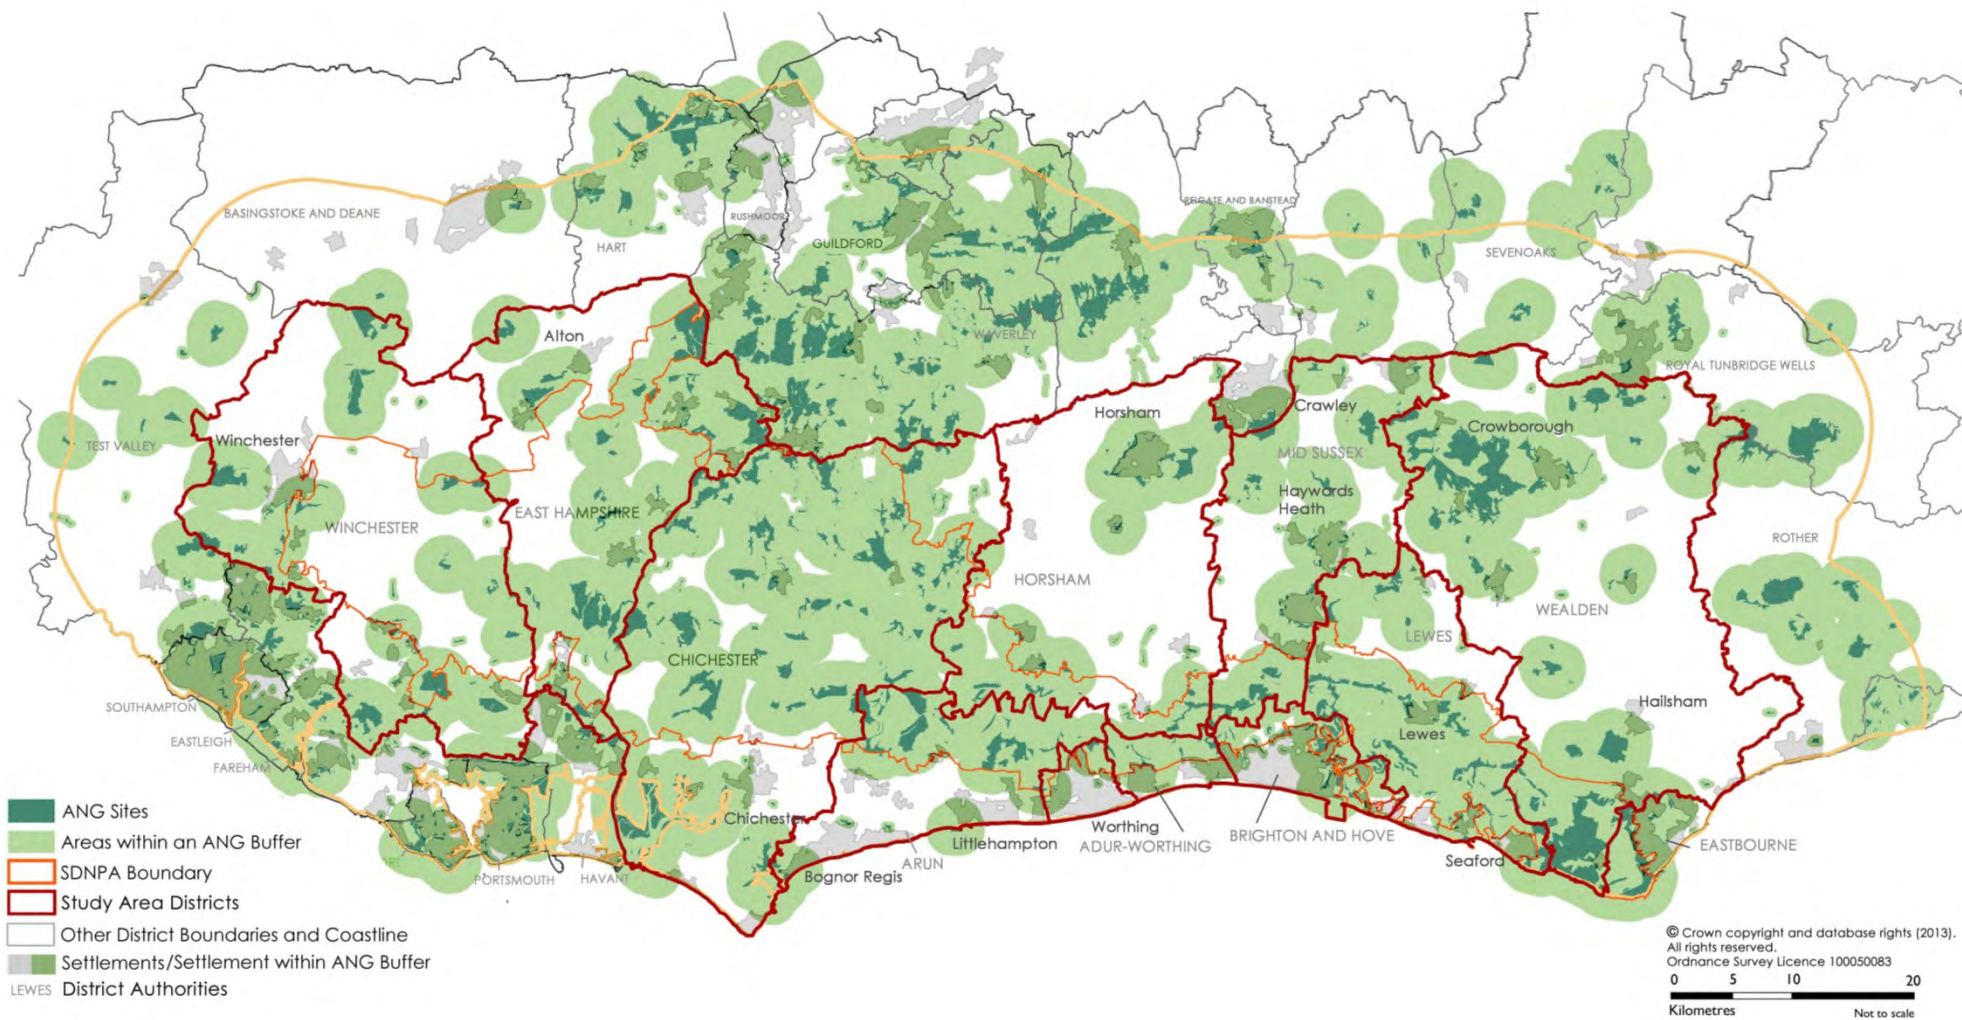 BASINGSTOKE AND DEANE
HART
RUSHMOOR
GUILDFORD
REIGATE AND BANSTEAD
SEVENOAKS
Alton
WAVERLEY
ROYAL TUNBRIDGE WELLS
TEST VALLEY
Winchester
Horsham
Crawley
Crowborough
MID SUSSEX
Haywards
Heath
WINCHESTER
EAST HAMPSHIRE
ROTHER
HORSHAM
WEALDEN
LEWES
CHICHESTER
SOUTHAMPTON
EASTLEIGH
FAREHAM
Hailsham
Lewes
Chichester
Worthing
ADUR-WORTHING
BRIGHTON AND HOVE
Littlehampton
ARUN
Bognor Regis
Seaford
EASTBOURNE
PORTSMOUTH
HAVANT
ANG Sites
Areas within an ANG Buffer
SDNPA Boundary
Study Area Districts
Other District Boundaries and Coastline
Settlements/Settlement within ANG Buffer
LEWES District Authorities
© Crown copyright and database rights (2013).
All rights reserved.
Ordnance Survey Licence 100050083
0 5 10 20
Kilometres Not to scale